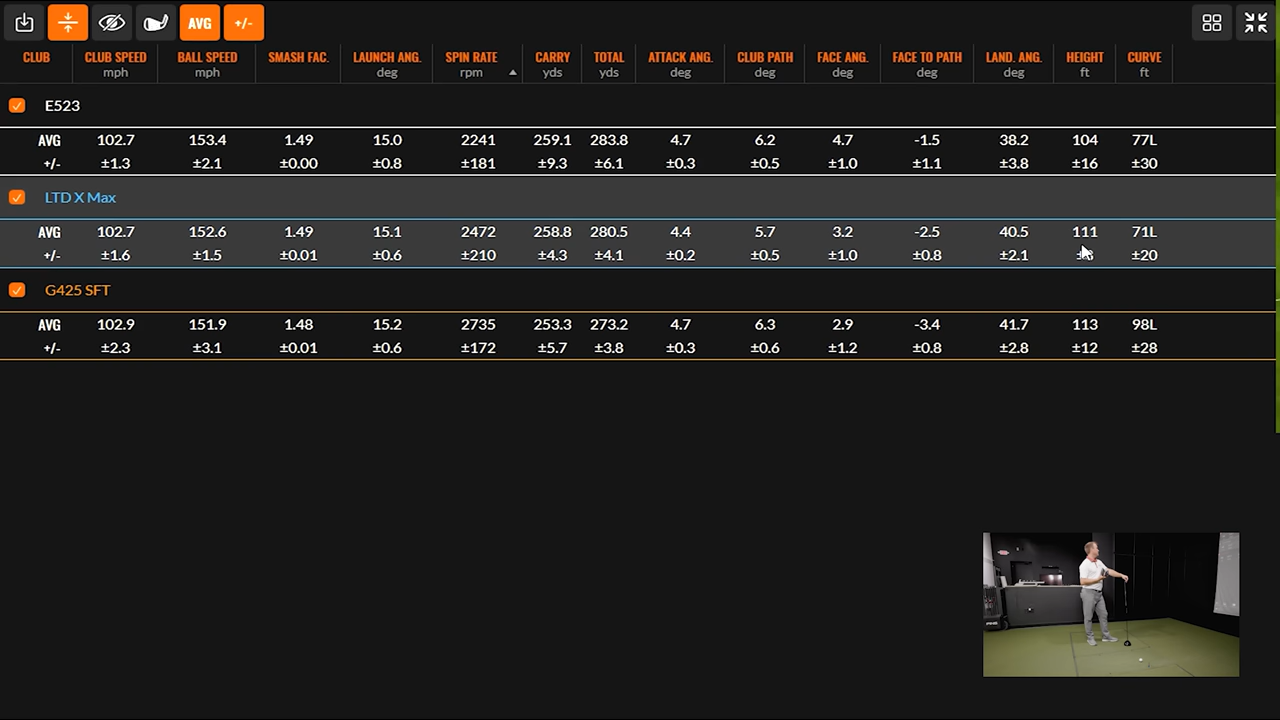 AVG +/-
CLUB CLUB SPEED BALL SPEED SMASH FAC. LAUNCH ANG. SPIN RATE CARRY TOTAL ATTACK ANG. CLUB PATH FACE ANG. FACE TO PATH LAND. ANG. HEIGHT CURVE
mph mph deg rpm yds yds deg deg deg deg deg ft ft
E523
AVG 102.7 153.4 1.49 15.0 2241 259.1 283.8 4.7 6.2 4.7 -1.5 38.2 104 77L
+/- ±1.3 ±2.1 ±0.00 ±0.8 ±181 ±9.3 ±6.1 ±0.3 ±0.5 ±1.0 ±1.1 ±3.8 ±16 ±30
LTD X Max
AVG 102.7 152.6 1.49 15.1 2472 258.8 280.5 4.4 5.7 3.2 -2.5 40.5 111 71L
+/- ±1.6 ±1.5 ±0.01 ±0.6 ±210 ±4.3 ±4.1 ±0.2 ±0.5 ±1.0 ±0.8 ±2.1 ±20
G425 SFT
AVG 102.9 151.9 1.48 15.2 2735 253.3 273.2 4.7 6.3 2.9 -3.4 41.7 113 98L
+/- ±2.3 ±3.1 ±0.01 ±0.6 ±172 ±5.7 ±3.8 ±0.3 ±0.6 ±1.2 ±0.8 ±2.8 ±12 ±28